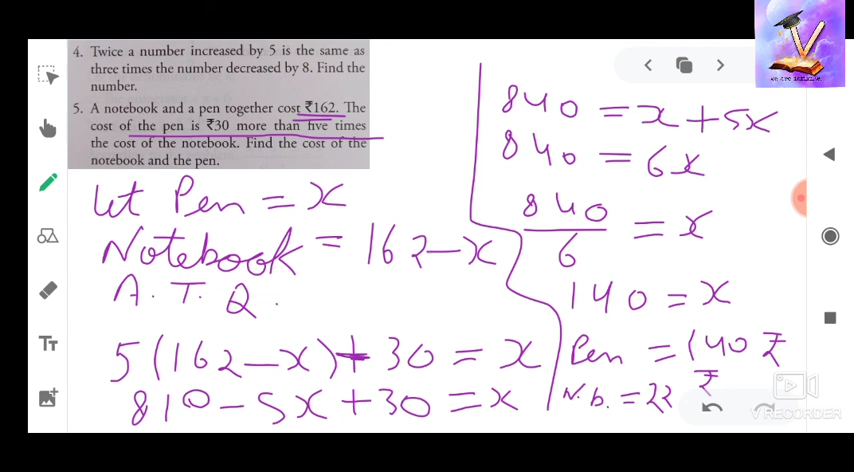 4. Twice a number increased by 5 is the same as
three times the number decreased by 8. Find the
number.
5. A notebook and a pen together cost ₹162. The
cost of the pen is ₹30 more than five times
the cost of the notebook. Find the cost of the
notebook and the pen.
let Pen = x
Notebook = 162-x
A. T. Q.
5(162-x)+30 = x
810-5x+30=x
840 = x+5x
840 = 6x
840/6 = x
140 = x
Pen = 140 ₹
N.b. = 22 ₹
Tт
V RECORDER